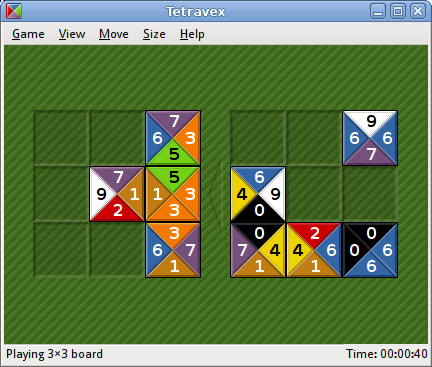 Tetravex
Game View Move Size Help
7 9
6 3 6 6
5 7
7 5 6
9 1 1 3 4 9
2 3 0
3 0 2 0
6 7 7 4 4 6 0 6
1 1 1 6
Playing 3×3 board Time: 00:00:40